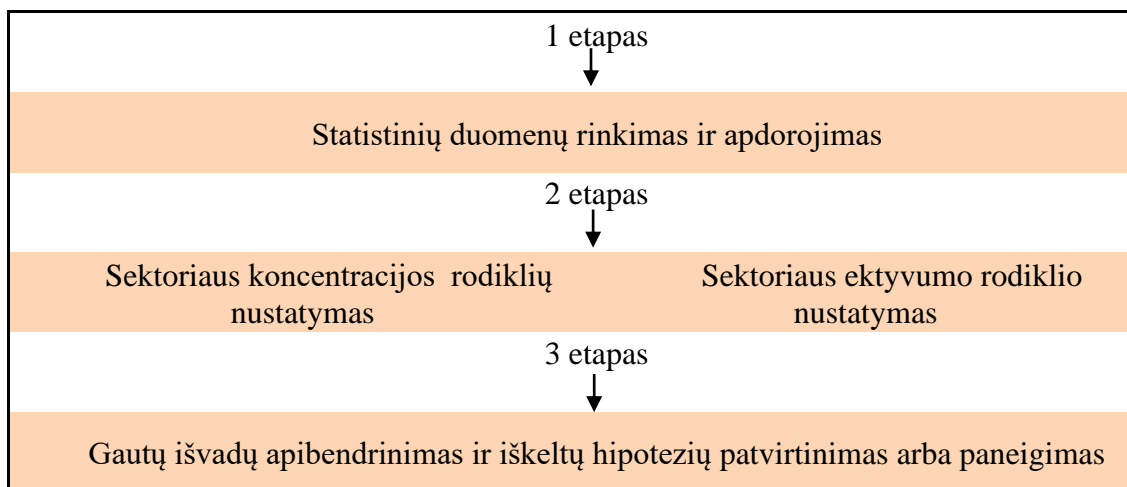 1 etapas
Statistinių duomenų rinkimas ir apdorojimas
2 etapas
Sektoriaus koncentracijos rodiklių
nustatymas
Sektoriaus ektyvumo rodiklio
nustatymas
3 etapas
Gautų išvadų apibendrinimas ir iškeltų hipotezių patvirtinimas arba paneigimas